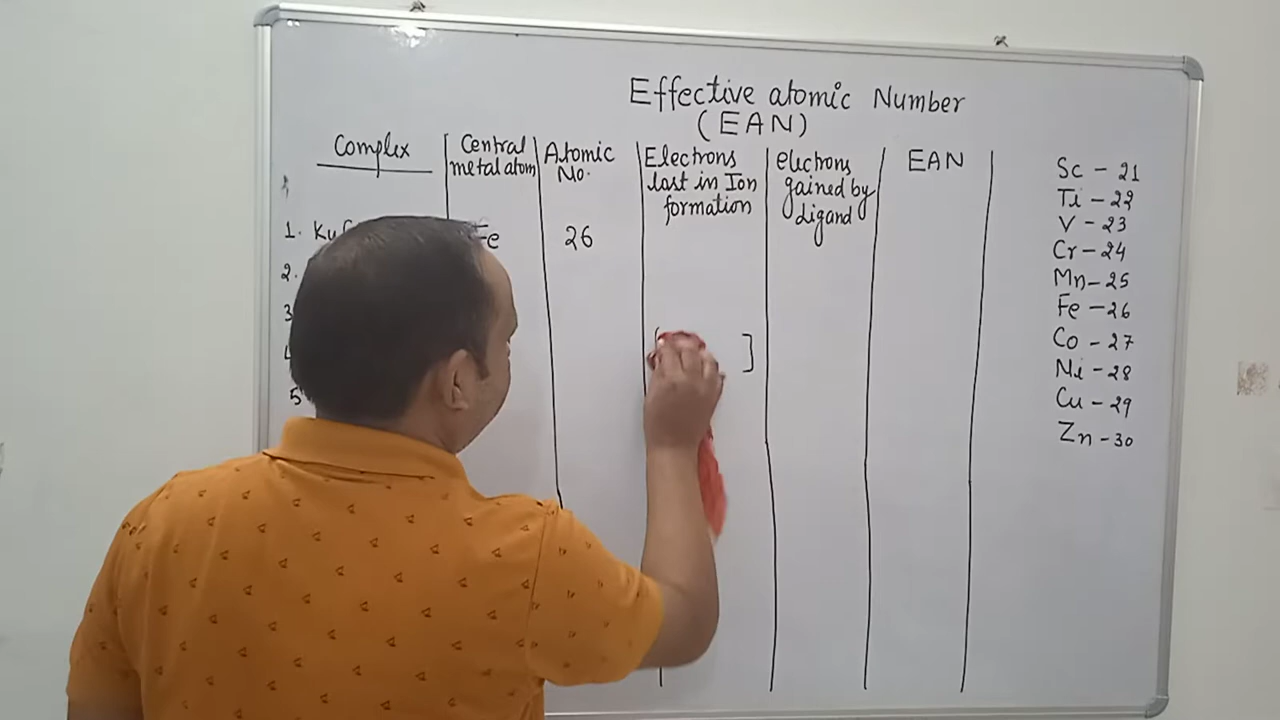 Effective atomic Number
(EAN)
Complex
Central
metal atom
Atomic
No.
Electrons
lost in Ion
formation
electrons
gained by
Ligand
EAN
1. Fe 26
2.
3
5
]
Sc - 21
Ti - 22
V - 23
Cr - 24
Mn - 25
Fe - 26
Co - 27
Ni - 28
Cu - 29
Zn - 30